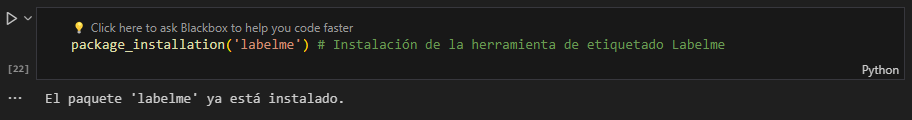 💡 Click here to ask Blackbox to help you code faster
package_installation('labelme') # Instalación de la herramienta de etiquetado Labelme
[22]
Python
... El paquete 'labelme' ya está instalado.